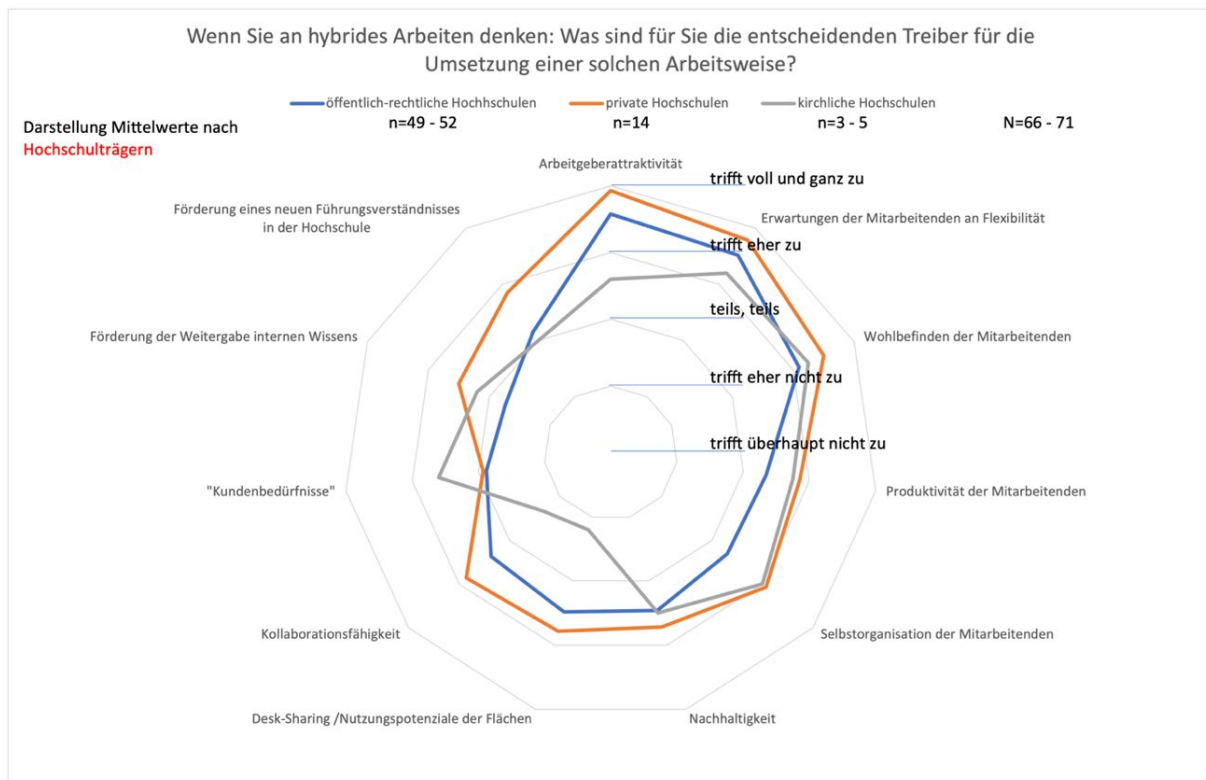 Wenn Sie an hybrides Arbeiten denken: Was sind für Sie die entscheidenden Treiber für die
Umsetzung einer solchen Arbeitsweise?
öffentlich-rechtliche Hochhschulen
private Hochschulen
kirchliche Hochschulen
Darstellung Mittelwerte nach
Hochschulträgern
n=49 - 52
n=14
n=3 - 5
N=66 - 71
Arbeitgeberattraktivität
trifft voll und ganz zu
Förderung eines neuen Führungsverständnisses
in der Hochschule
Erwartungen der Mitarbeitenden an Flexibilität
trifft eher zu
teils, teils
Förderung der Weitergabe internen Wissens
Wohlbefinden der Mitarbeitenden
trifft eher nicht zu
trifft überhaupt nicht zu
"Kundenbedürfnisse"
Produktivität der Mitarbeitenden
Kollaborationsfähigkeit
Selbstorganisation der Mitarbeitenden
Desk-Sharing /Nutzungspotenziale der Flächen
Nachhaltigkeit